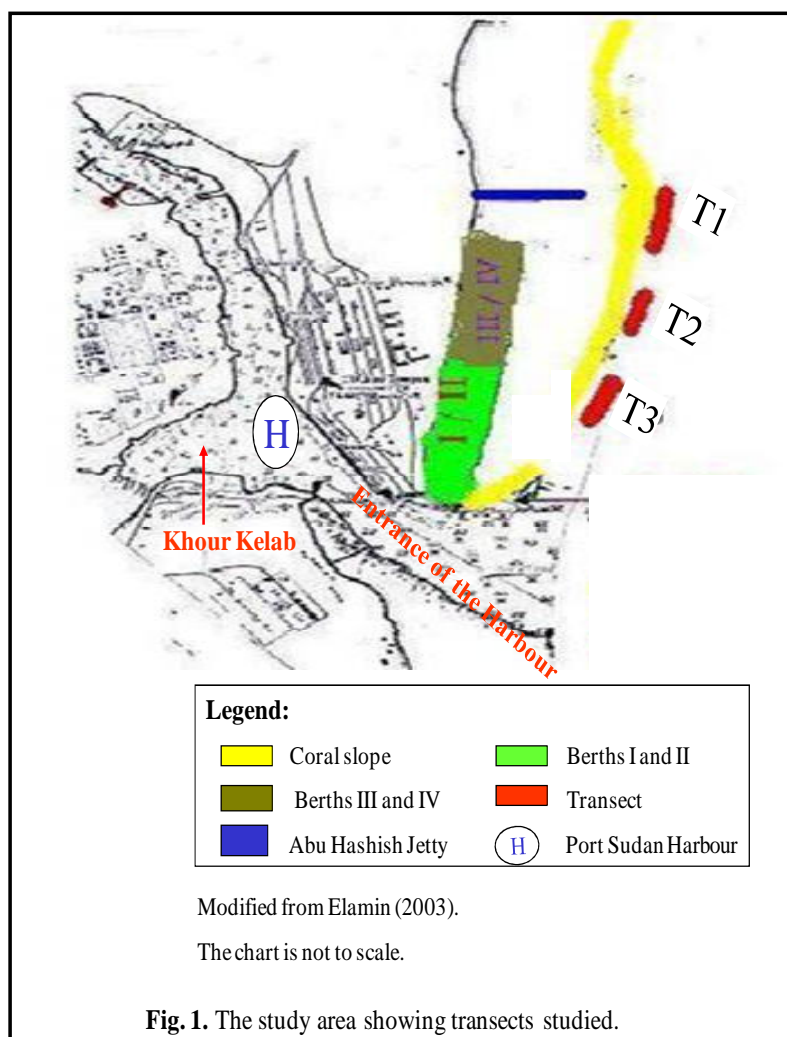 T1
T2
T3
III / IV
I / II
H
Khour Kelab
Entrance of the Harbour
Legend:
Coral slope
Berths I and II
Berths III and IV
Transect
Abu Hashish Jetty
H
Port Sudan Harbour
Modified from Elamin (2003).
The chart is not to scale.
Fig. 1. The study area showing transects studied.